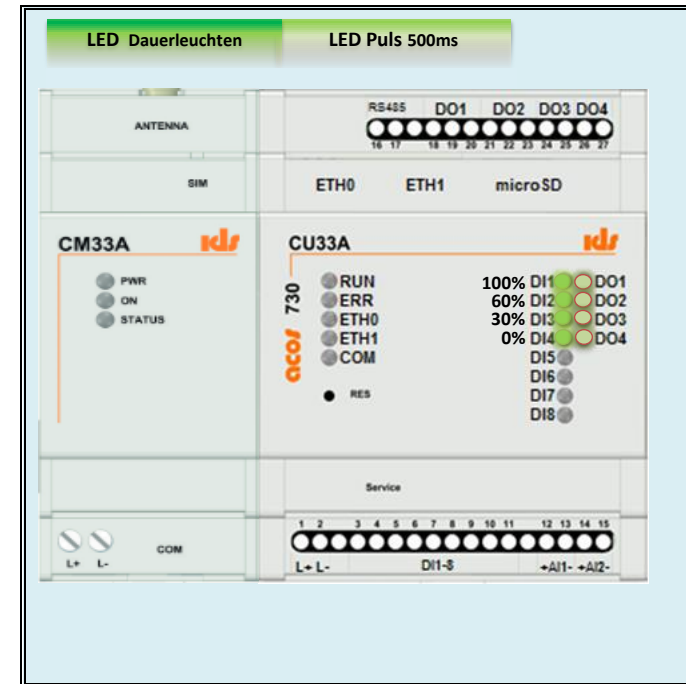 LED Dauerleuchten
LED Puls 500ms
ANTENNA
RS485 DO1 DO2 DO3 DO4
16 17 18 19 20 21 22 23 24 25 26 27
SIM
ETH0 ETH1 microSD
CM33A
IDS
PWR
ON
STATUS
CU33A
IDS
acos 730
RUN
ERR
ETH0
ETH1
COM
RES
100% DI1 DO1
60% DI2 DO2
30% DI3 DO3
0% DI4 DO4
DI5
DI6
DI7
DI8
Service
1 2 3 4 5 6 7 8 9 10 11 12 13 14 15
L+ L-
COM
L+ L- DI1-8 +AI1- +AI2-